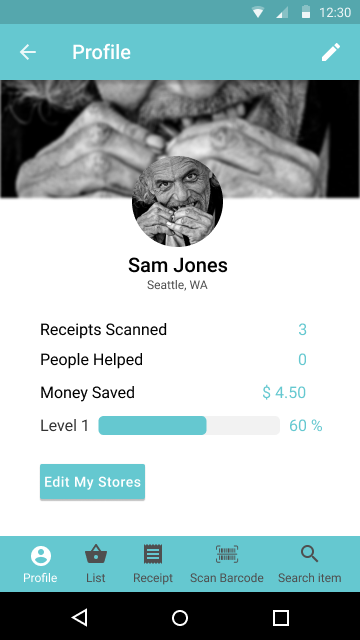 12:30
Profile
Sam Jones
Seattle, WA
Receipts Scanned 3
People Helped 0
Money Saved $ 4.50
Level 1 60 %
Edit My Stores
Profile List Receipt Scan Barcode Search item